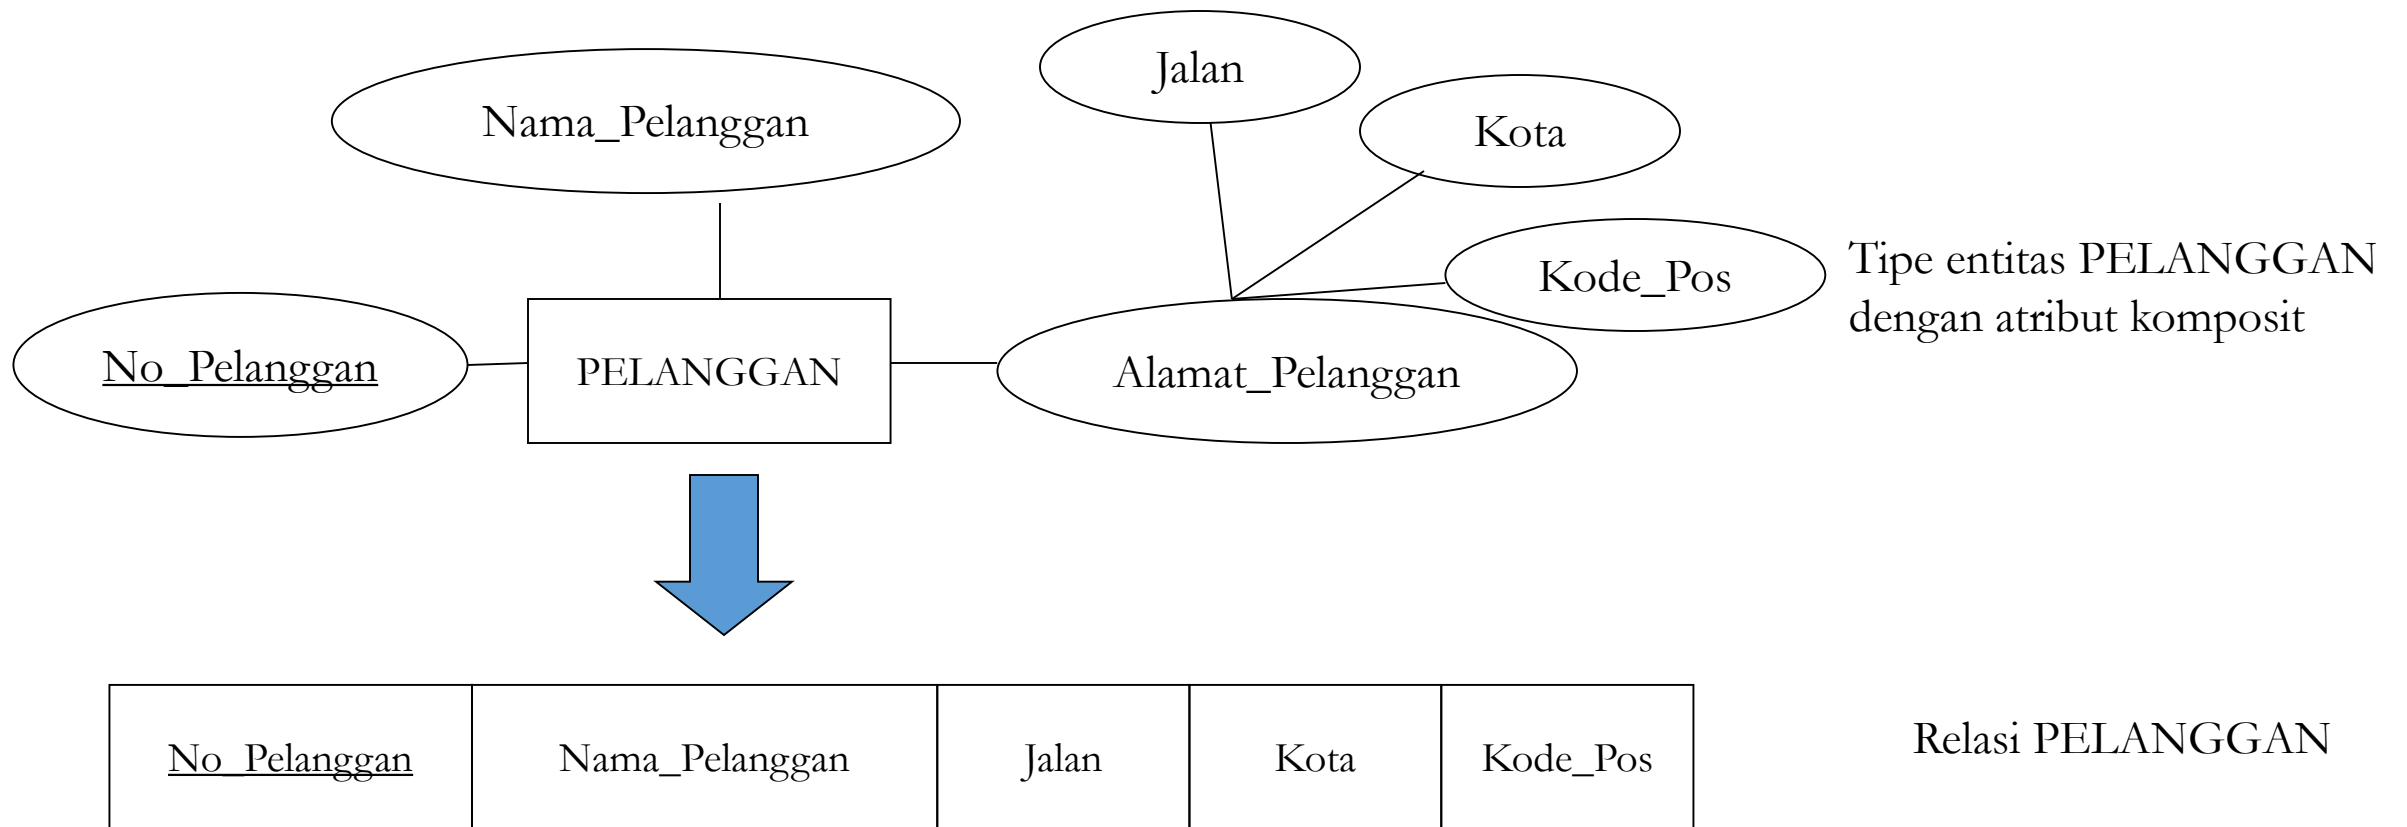 Jalan
Nama_Pelanggan
Kota
Kode_Pos
Tipe entitas PELANGGAN
dengan atribut komposit
No_Pelanggan
PELANGGAN
Alamat_Pelanggan
No_Pelanggan
Nama_Pelanggan
Jalan
Kota
Kode_Pos
Relasi PELANGGAN